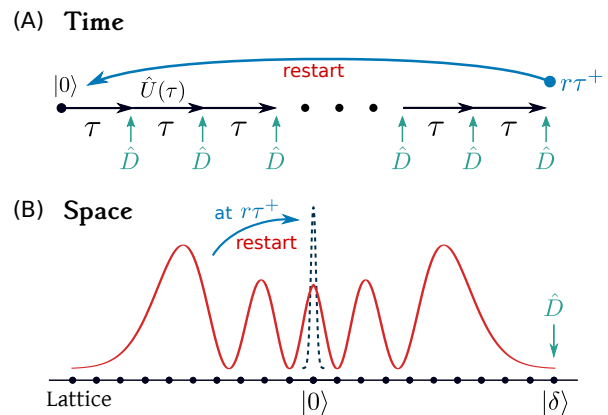 (A) Time
restart
|0⟩ Û(τ) rτ⁺
τ τ τ • • • τ τ
D̂ D̂ D̂ D̂ D̂ D̂
(B) Space
at rτ⁺
restart
D̂
Lattice |0⟩ |δ⟩